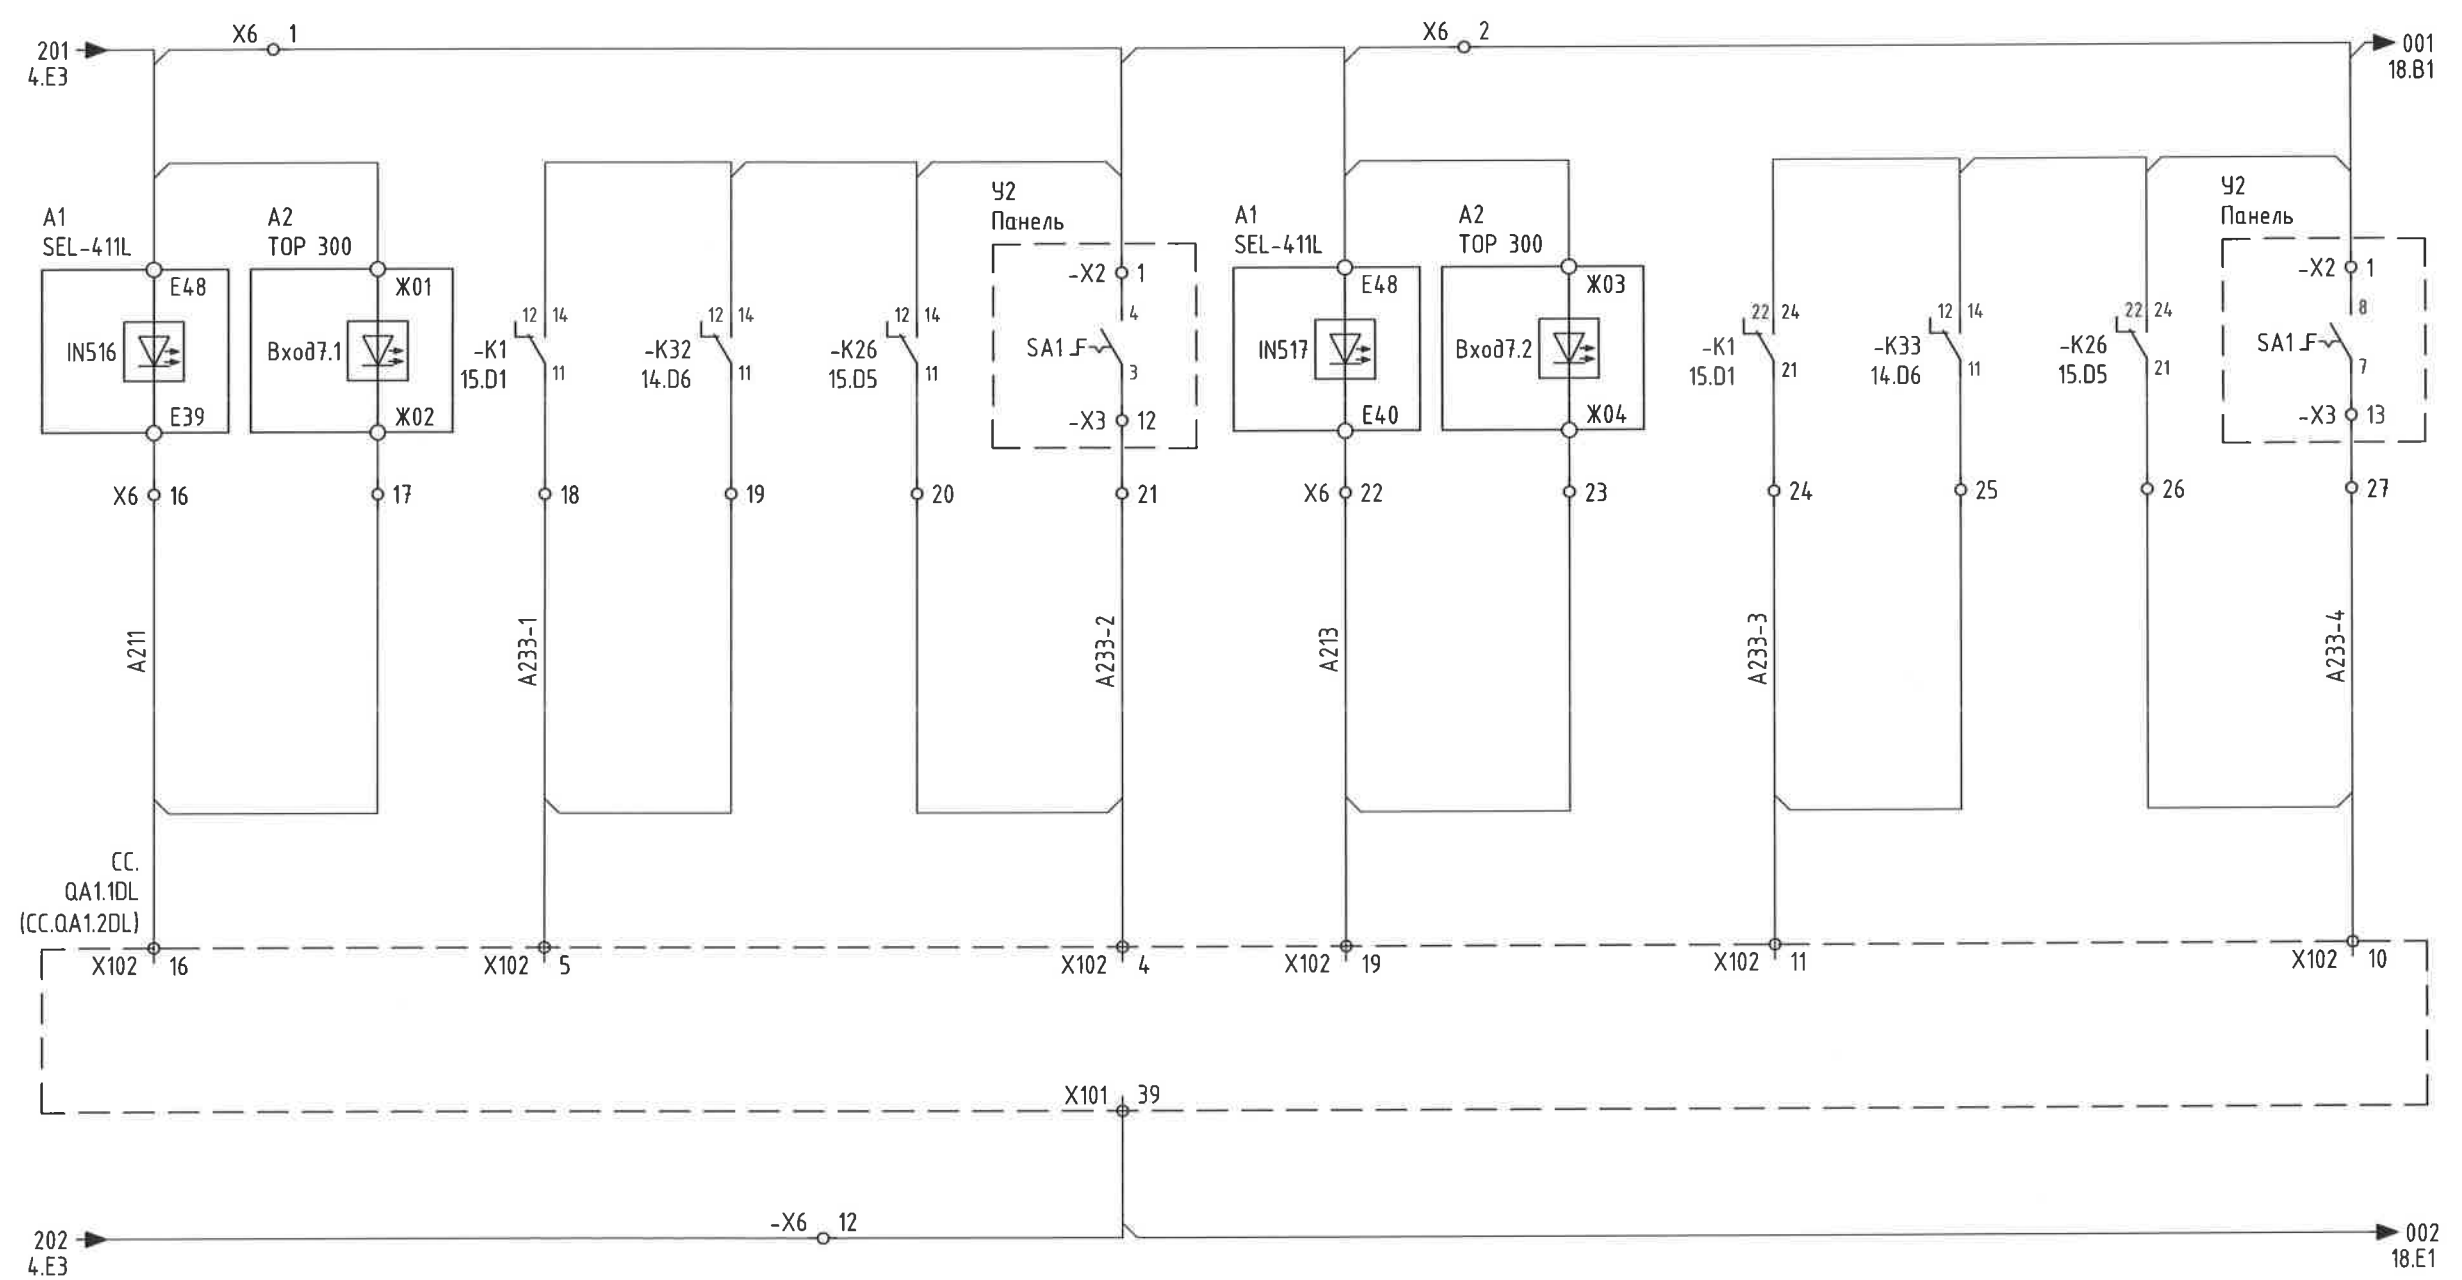 201
4.E3
X6 1
X6 2
001
18.B1
A1
SEL-411L
E48
IN516
E39
A2
ТОР 300
Ж01
Вход7.1
Ж02
12 14
-K1
15.D1
11
12 14
-K32
14.D6
11
12 14
-K26
15.D5
11
У2
Панель
-X2 1
4
SA1
3
-X3 12
A1
SEL-411L
E48
IN517
E40
A2
ТОР 300
Ж03
Вход7.2
Ж04
22 24
-K1
15.D1
21
12 14
-K33
14.D6
11
22 24
-K26
15.D5
21
У2
Панель
-X2 1
8
SA1
7
-X3 13
X6 16
17
18
19
20
21
X6 22
23
24
25
26
27
A211
A233-1
A233-2
A213
A233-3
A233-4
CC.
QA1.1DL
(CC.QA1.2DL)
X102 16
X102 5
X102 4
X102 19
X102 11
X102 10
X101 39
-X6 12
202
4.E3
002
18.E1